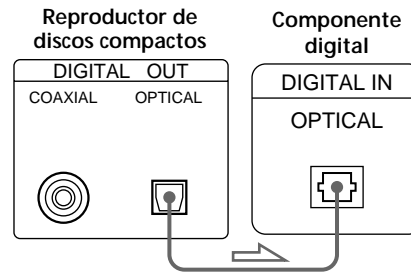 Reproductor de
discos compactos
DIGITAL OUT
COAXIAL OPTICAL
Componente
digital
DIGITAL IN
OPTICAL